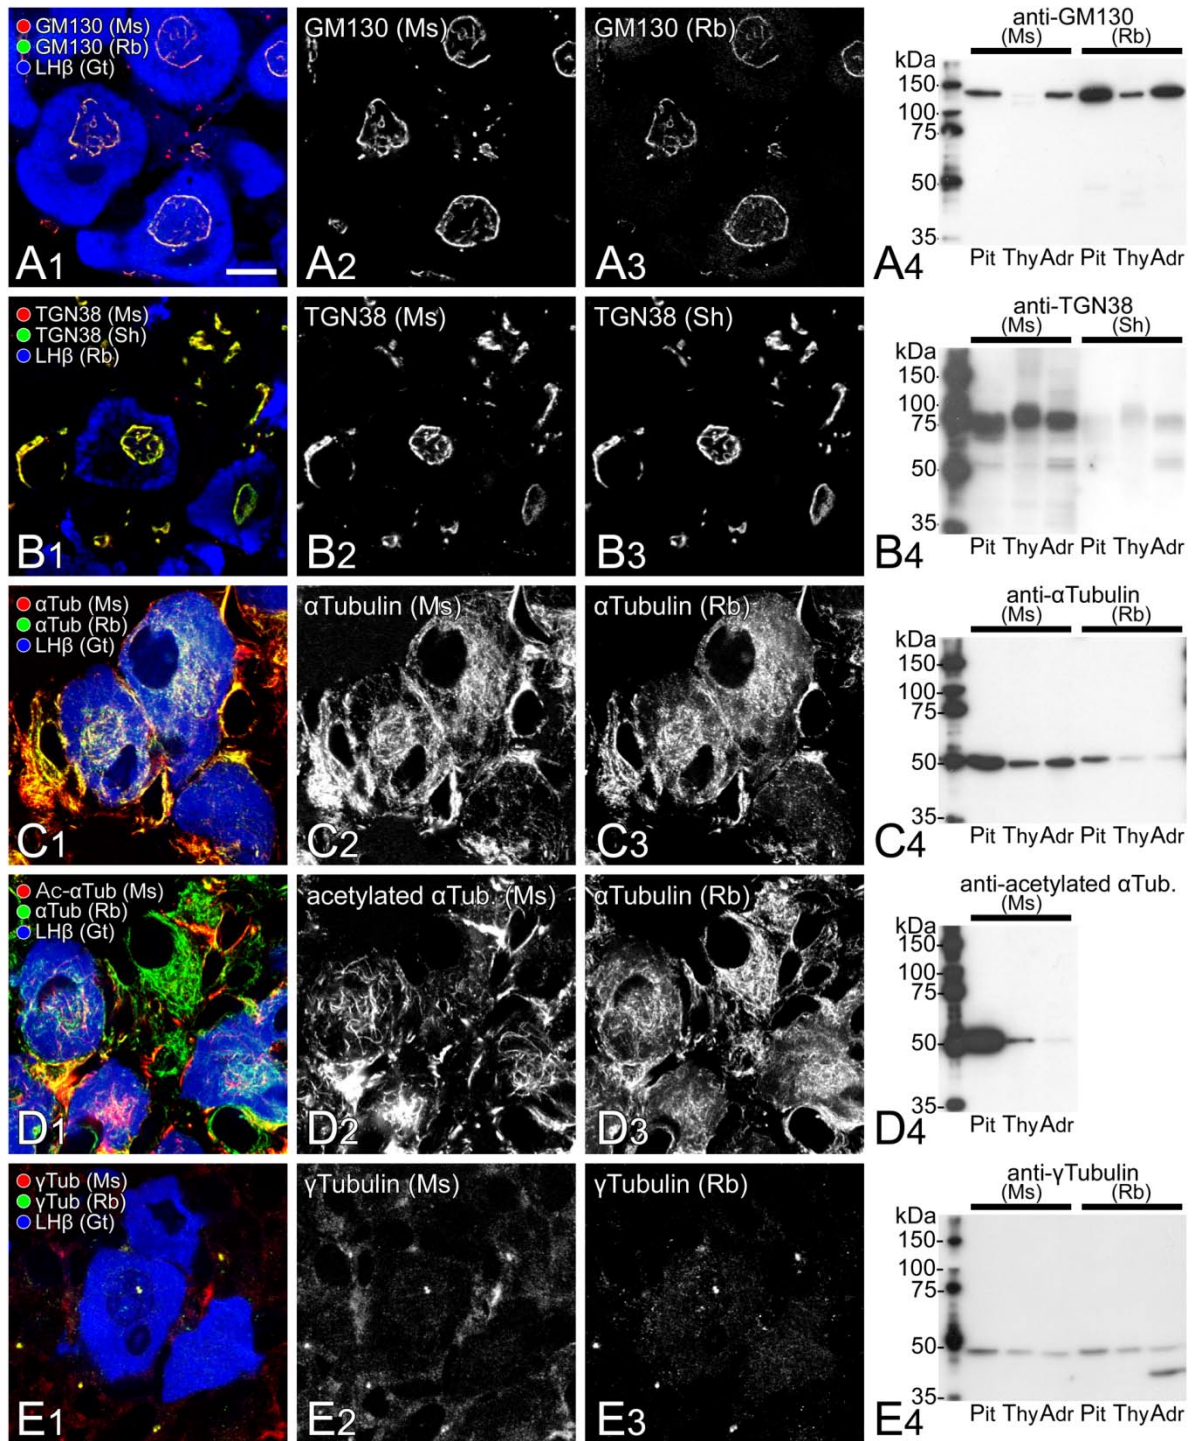 GM130 (Ms)
GM130 (Rb)
LHβ (Gt)
A1
GM130 (Ms)
A2
GM130 (Rb)
A3
anti-GM130
(Ms) (Rb)
kDa
150-
100-
75-
50-
35-
Pit Thy Adr Pit Thy Adr
A4
TGN38 (Ms)
TGN38 (Sh)
LHβ (Rb)
B1
TGN38 (Ms)
B2
TGN38 (Sh)
B3
anti-TGN38
(Ms) (Sh)
kDa
150-
100-
75-
50-
35-
Pit Thy Adr Pit Thy Adr
B4
αTub (Ms)
αTub (Rb)
LHβ (Gt)
C1
αTubulin (Ms)
C2
αTubulin (Rb)
C3
anti-αTubulin
(Ms) (Rb)
kDa
150-
100-
75-
50-
35-
Pit Thy Adr Pit Thy Adr
C4
Ac-αTub (Ms)
αTub (Rb)
LHβ (Gt)
D1
acetylated αTub. (Ms)
D2
αTubulin (Rb)
D3
anti-acetylated αTub.
(Ms)
kDa
150-
100-
75-
50-
35-
Pit Thy Adr
D4
γTub (Ms)
γTub (Rb)
LHβ (Gt)
E1
γTubulin (Ms)
E2
γTubulin (Rb)
E3
anti-γTubulin
(Ms) (Rb)
kDa
150-
100-
75-
50-
35-
Pit Thy Adr Pit Thy Adr
E4